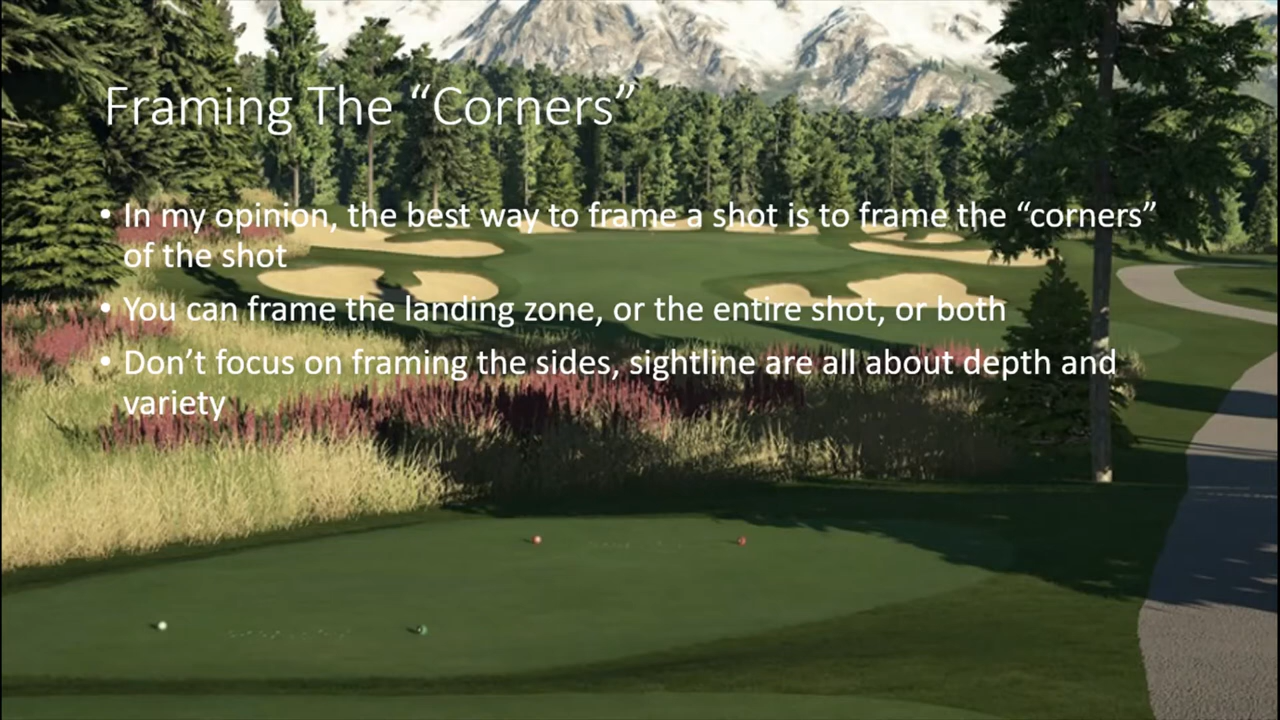 Framing The “Corners”
• In my opinion, the best way to frame a shot is to frame the “corners”
of the shot
• You can frame the landing zone, or the entire shot, or both
• Don’t focus on framing the sides, sightline are all about depth and
variety